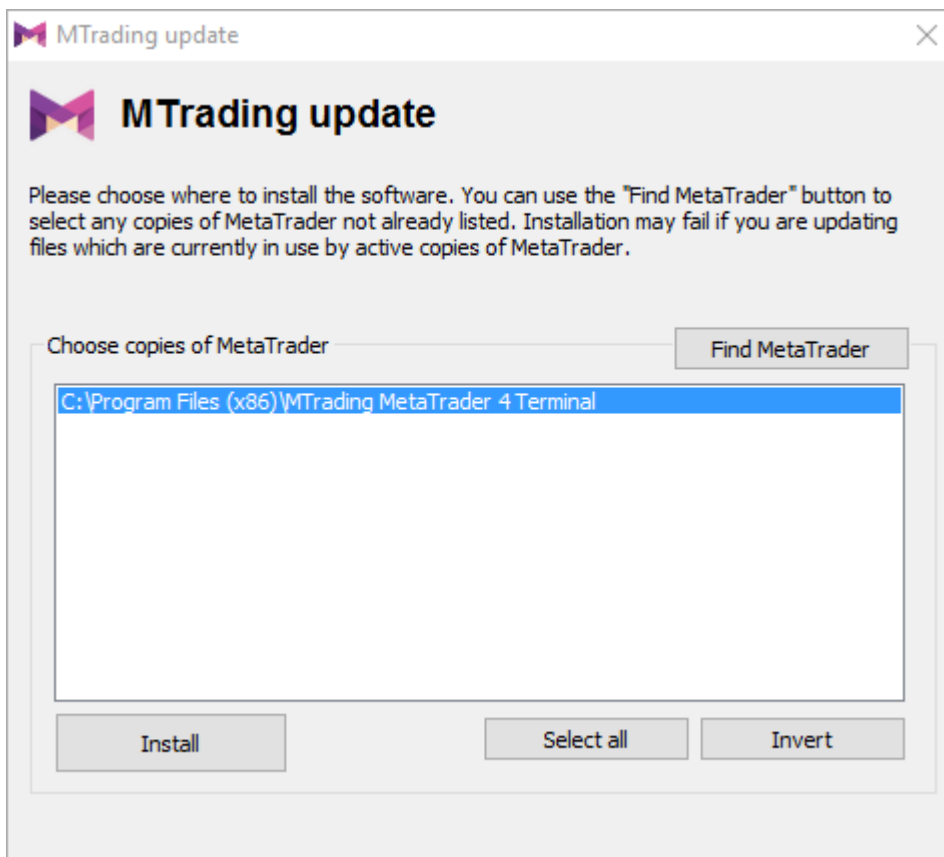 MTrading update
MTrading update
Please choose where to install the software. You can use the "Find MetaTrader" button to
select any copies of MetaTrader not already listed. Installation may fail if you are updating
files which are currently in use by active copies of MetaTrader.
Choose copies of MetaTrader
Find MetaTrader
C:\Program Files (x86)\MTrading MetaTrader 4 Terminal
Install
Select all
Invert